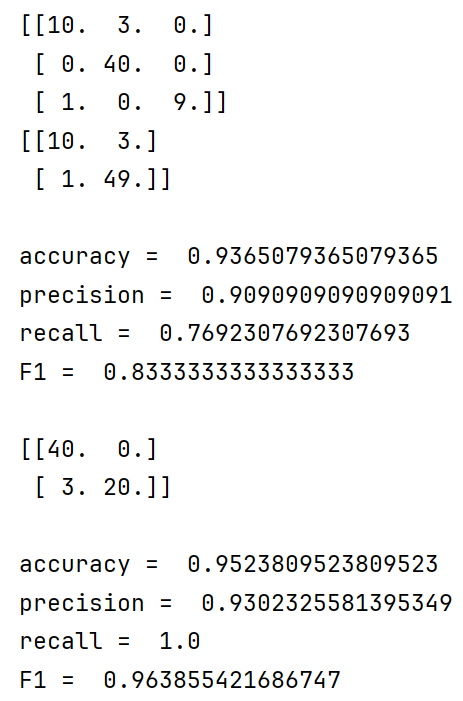 [[10.  3.  0.]
 [ 0. 40.  0.]
 [ 1.  0.  9.]]
[[10.  3.]
 [ 1. 49.]]
accuracy =  0.9365079365079365
precision =  0.9090909090909091
recall =  0.7692307692307693
F1 =  0.8333333333333333
[[40.  0.]
 [ 3. 20.]]
accuracy =  0.9523809523809523
precision =  0.9302325581395349
recall =  1.0
F1 =  0.963855421686747